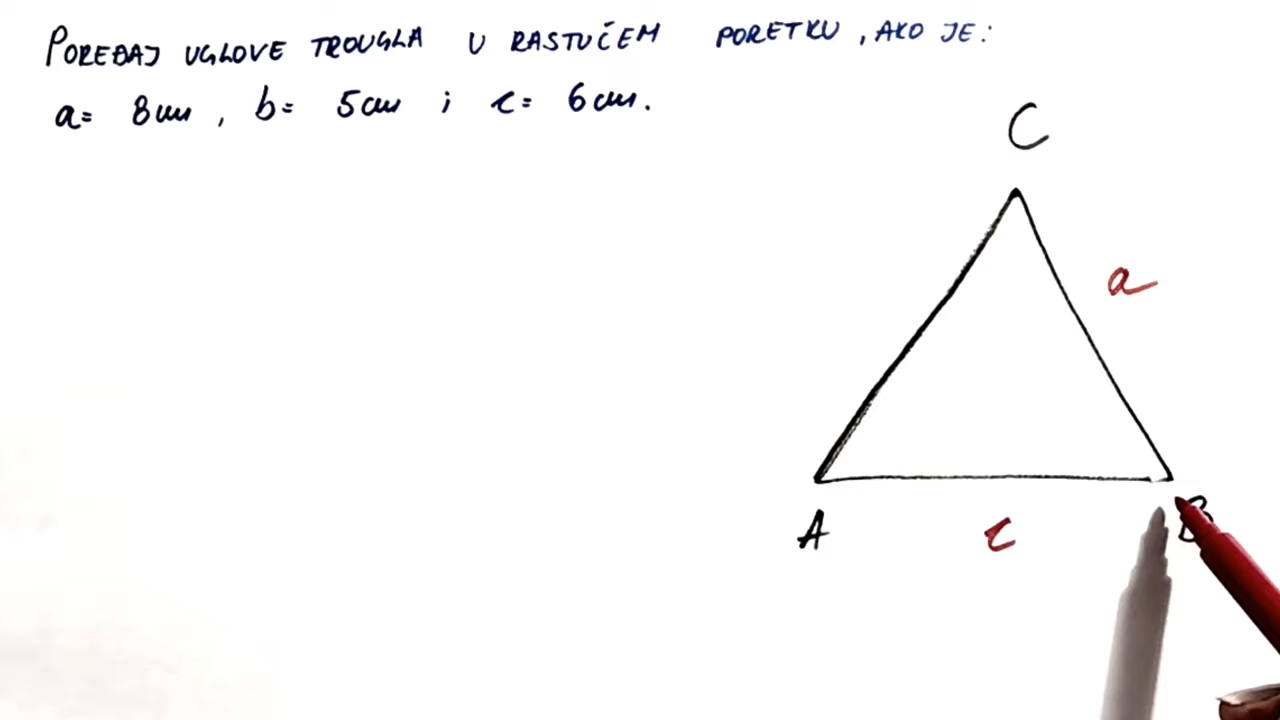 POREĐAJ UGLOVE TROUGLA U RASTUĆEM PORETKU, AKO JE:
a= 8cm, b= 5cm i c= 6cm.
C
a
A
c
B